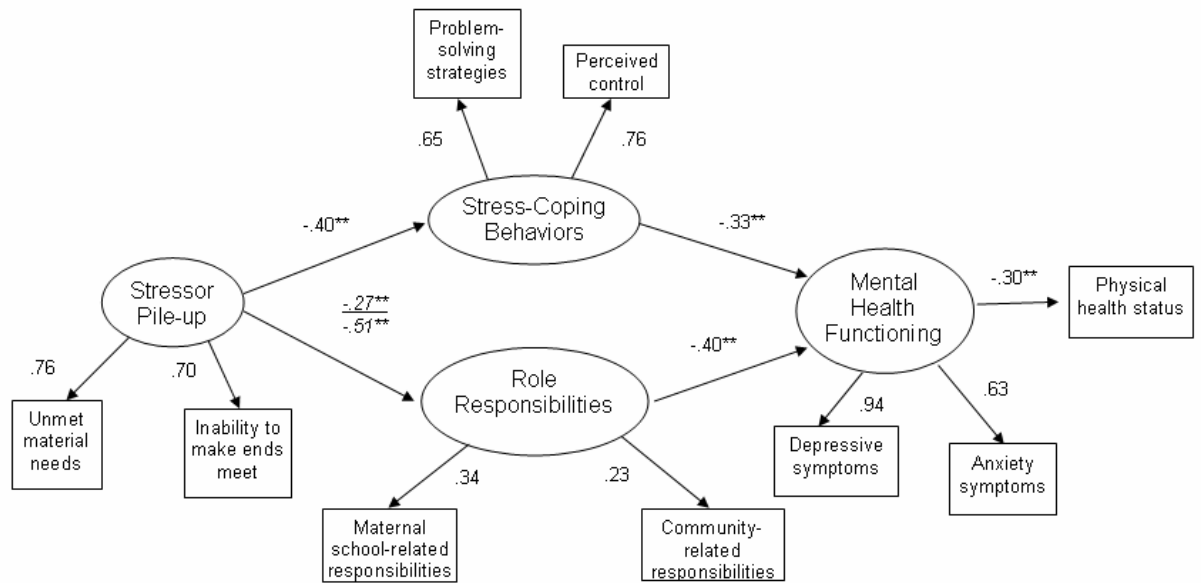 Problem-
solving
strategies
Perceived
control
.65
.76
Stress-Coping
Behaviors
-.40**
-.33**
Stressor
Pile-up
-.27**
-.51**
Mental
Health
Functioning
-.30**
Physical
health status
.76
.70
-.40**
Role
Responsibilities
.94
.63
Unmet
material
needs
Inability to
make ends
meet
Depressive
symptoms
Anxiety
symptoms
.34
.23
Maternal
school-related
responsibilities
Community-
related
responsibilities